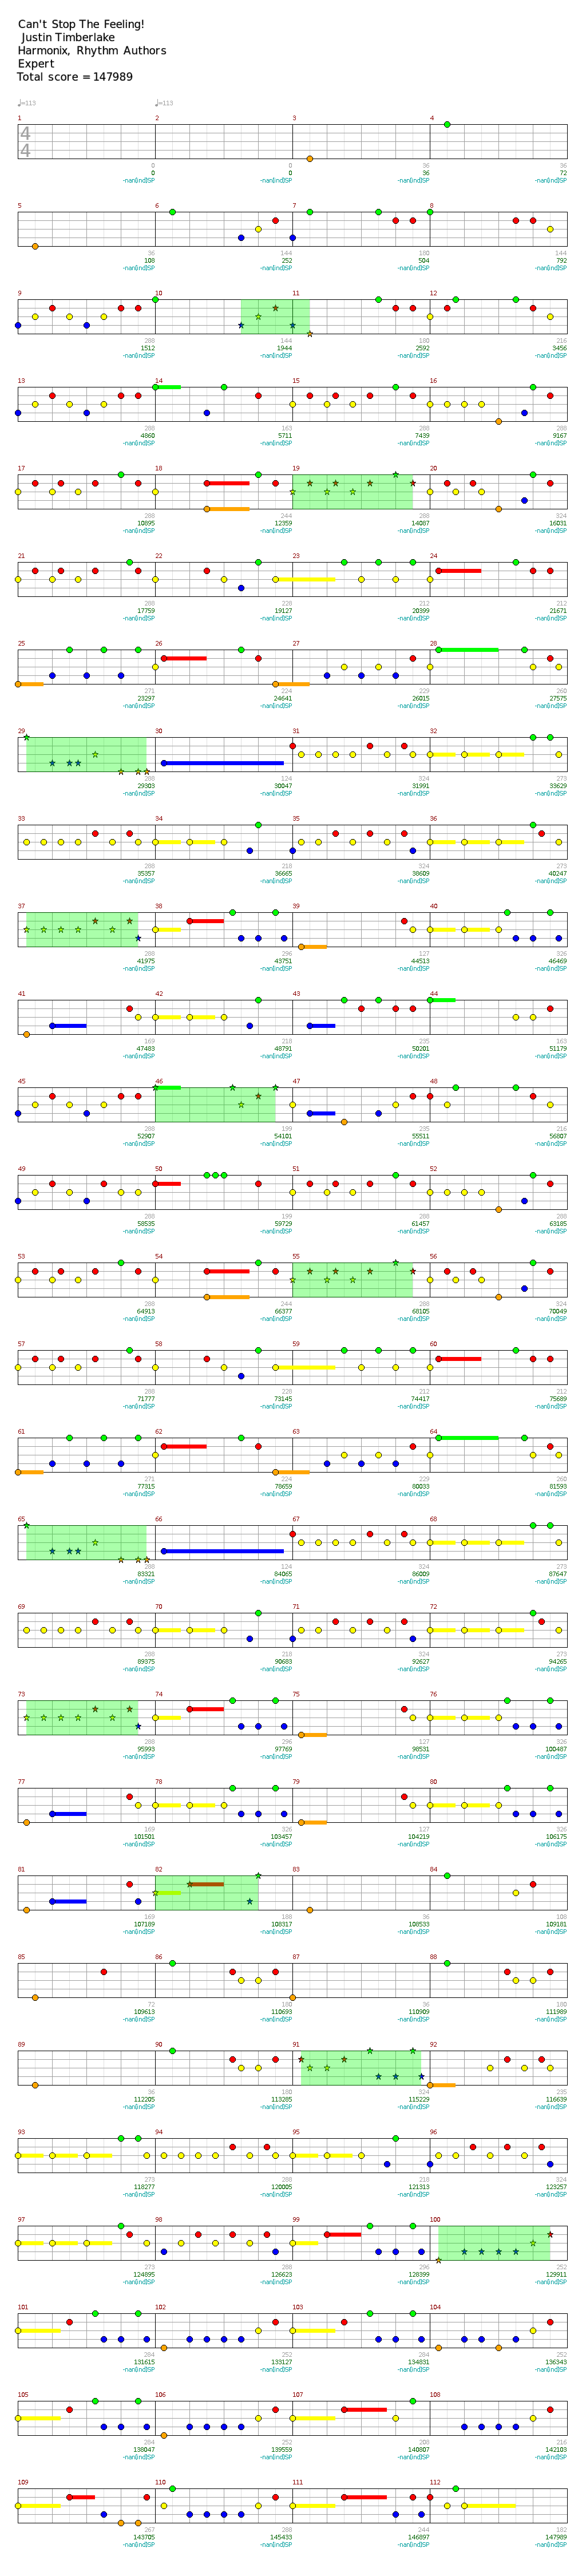 Can't Stop The Feeling!
Justin Timberlake
Harmonix, Rhythm Authors
Expert
Total score = 147989
♩=113 ♩=113
1 2 3 4
4
4
0 0 36 36
0 0 36 72
-nan(ind)SP -nan(ind)SP -nan(ind)SP -nan(ind)SP
5 6 7 8
36 144 180 144
108 252 504 792
-nan(ind)SP -nan(ind)SP -nan(ind)SP -nan(ind)SP
9 10 11 12
288 144 180 216
1512 1944 2592 3456
-nan(ind)SP -nan(ind)SP -nan(ind)SP -nan(ind)SP
13 14 15 16
288 163 288 288
4860 5711 7439 9167
-nan(ind)SP -nan(ind)SP -nan(ind)SP -nan(ind)SP
17 18 19 20
288 244 288 324
10895 12359 14087 16031
-nan(ind)SP -nan(ind)SP -nan(ind)SP -nan(ind)SP
21 22 23 24
288 228 212 212
17759 19127 20399 21671
-nan(ind)SP -nan(ind)SP -nan(ind)SP -nan(ind)SP
25 26 27 28
271 224 229 260
23297 24641 26015 27575
-nan(ind)SP -nan(ind)SP -nan(ind)SP -nan(ind)SP
29 30 31 32
288 124 324 273
29303 30047 31991 33629
-nan(ind)SP -nan(ind)SP -nan(ind)SP -nan(ind)SP
33 34 35 36
288 218 324 273
35357 36665 38609 40247
-nan(ind)SP -nan(ind)SP -nan(ind)SP -nan(ind)SP
37 38 39 40
288 296 127 326
41975 43751 44513 46469
-nan(ind)SP -nan(ind)SP -nan(ind)SP -nan(ind)SP
41 42 43 44
169 218 235 163
47483 48791 50201 51179
-nan(ind)SP -nan(ind)SP -nan(ind)SP -nan(ind)SP
45 46 47 48
288 199 235 216
52907 54101 55511 56807
-nan(ind)SP -nan(ind)SP -nan(ind)SP -nan(ind)SP
49 50 51 52
288 199 288 288
58535 59729 61457 63185
-nan(ind)SP -nan(ind)SP -nan(ind)SP -nan(ind)SP
53 54 55 56
288 244 288 324
64913 66377 68105 70049
-nan(ind)SP -nan(ind)SP -nan(ind)SP -nan(ind)SP
57 58 59 60
288 228 212 212
71777 73145 74417 75689
-nan(ind)SP -nan(ind)SP -nan(ind)SP -nan(ind)SP
61 62 63 64
271 224 229 260
77315 78659 80033 81593
-nan(ind)SP -nan(ind)SP -nan(ind)SP -nan(ind)SP
65 66 67 68
288 124 324 273
83321 84065 86009 87647
-nan(ind)SP -nan(ind)SP -nan(ind)SP -nan(ind)SP
69 70 71 72
288 218 324 273
89375 90683 92627 94265
-nan(ind)SP -nan(ind)SP -nan(ind)SP -nan(ind)SP
73 74 75 76
288 296 127 326
95993 97769 98531 100487
-nan(ind)SP -nan(ind)SP -nan(ind)SP -nan(ind)SP
77 78 79 80
169 326 127 326
101501 103457 104219 106175
-nan(ind)SP -nan(ind)SP -nan(ind)SP -nan(ind)SP
81 82 83 84
169 188 36 108
107189 108317 108533 109181
-nan(ind)SP -nan(ind)SP -nan(ind)SP -nan(ind)SP
85 86 87 88
72 180 36 180
109613 110693 110909 111989
-nan(ind)SP -nan(ind)SP -nan(ind)SP -nan(ind)SP
89 90 91 92
36 180 324 235
112205 113285 115229 116639
-nan(ind)SP -nan(ind)SP -nan(ind)SP -nan(ind)SP
93 94 95 96
273 288 218 324
118277 120005 121313 123257
-nan(ind)SP -nan(ind)SP -nan(ind)SP -nan(ind)SP
97 98 99 100
273 288 296 252
124895 126623 128399 129911
-nan(ind)SP -nan(ind)SP -nan(ind)SP -nan(ind)SP
101 102 103 104
284 252 284 252
131615 133127 134831 136343
-nan(ind)SP -nan(ind)SP -nan(ind)SP -nan(ind)SP
105 106 107 108
284 252 208 216
138047 139559 140807 142103
-nan(ind)SP -nan(ind)SP -nan(ind)SP -nan(ind)SP
109 110 111 112
267 288 244 182
143705 145433 146897 147989
-nan(ind)SP -nan(ind)SP -nan(ind)SP -nan(ind)SP